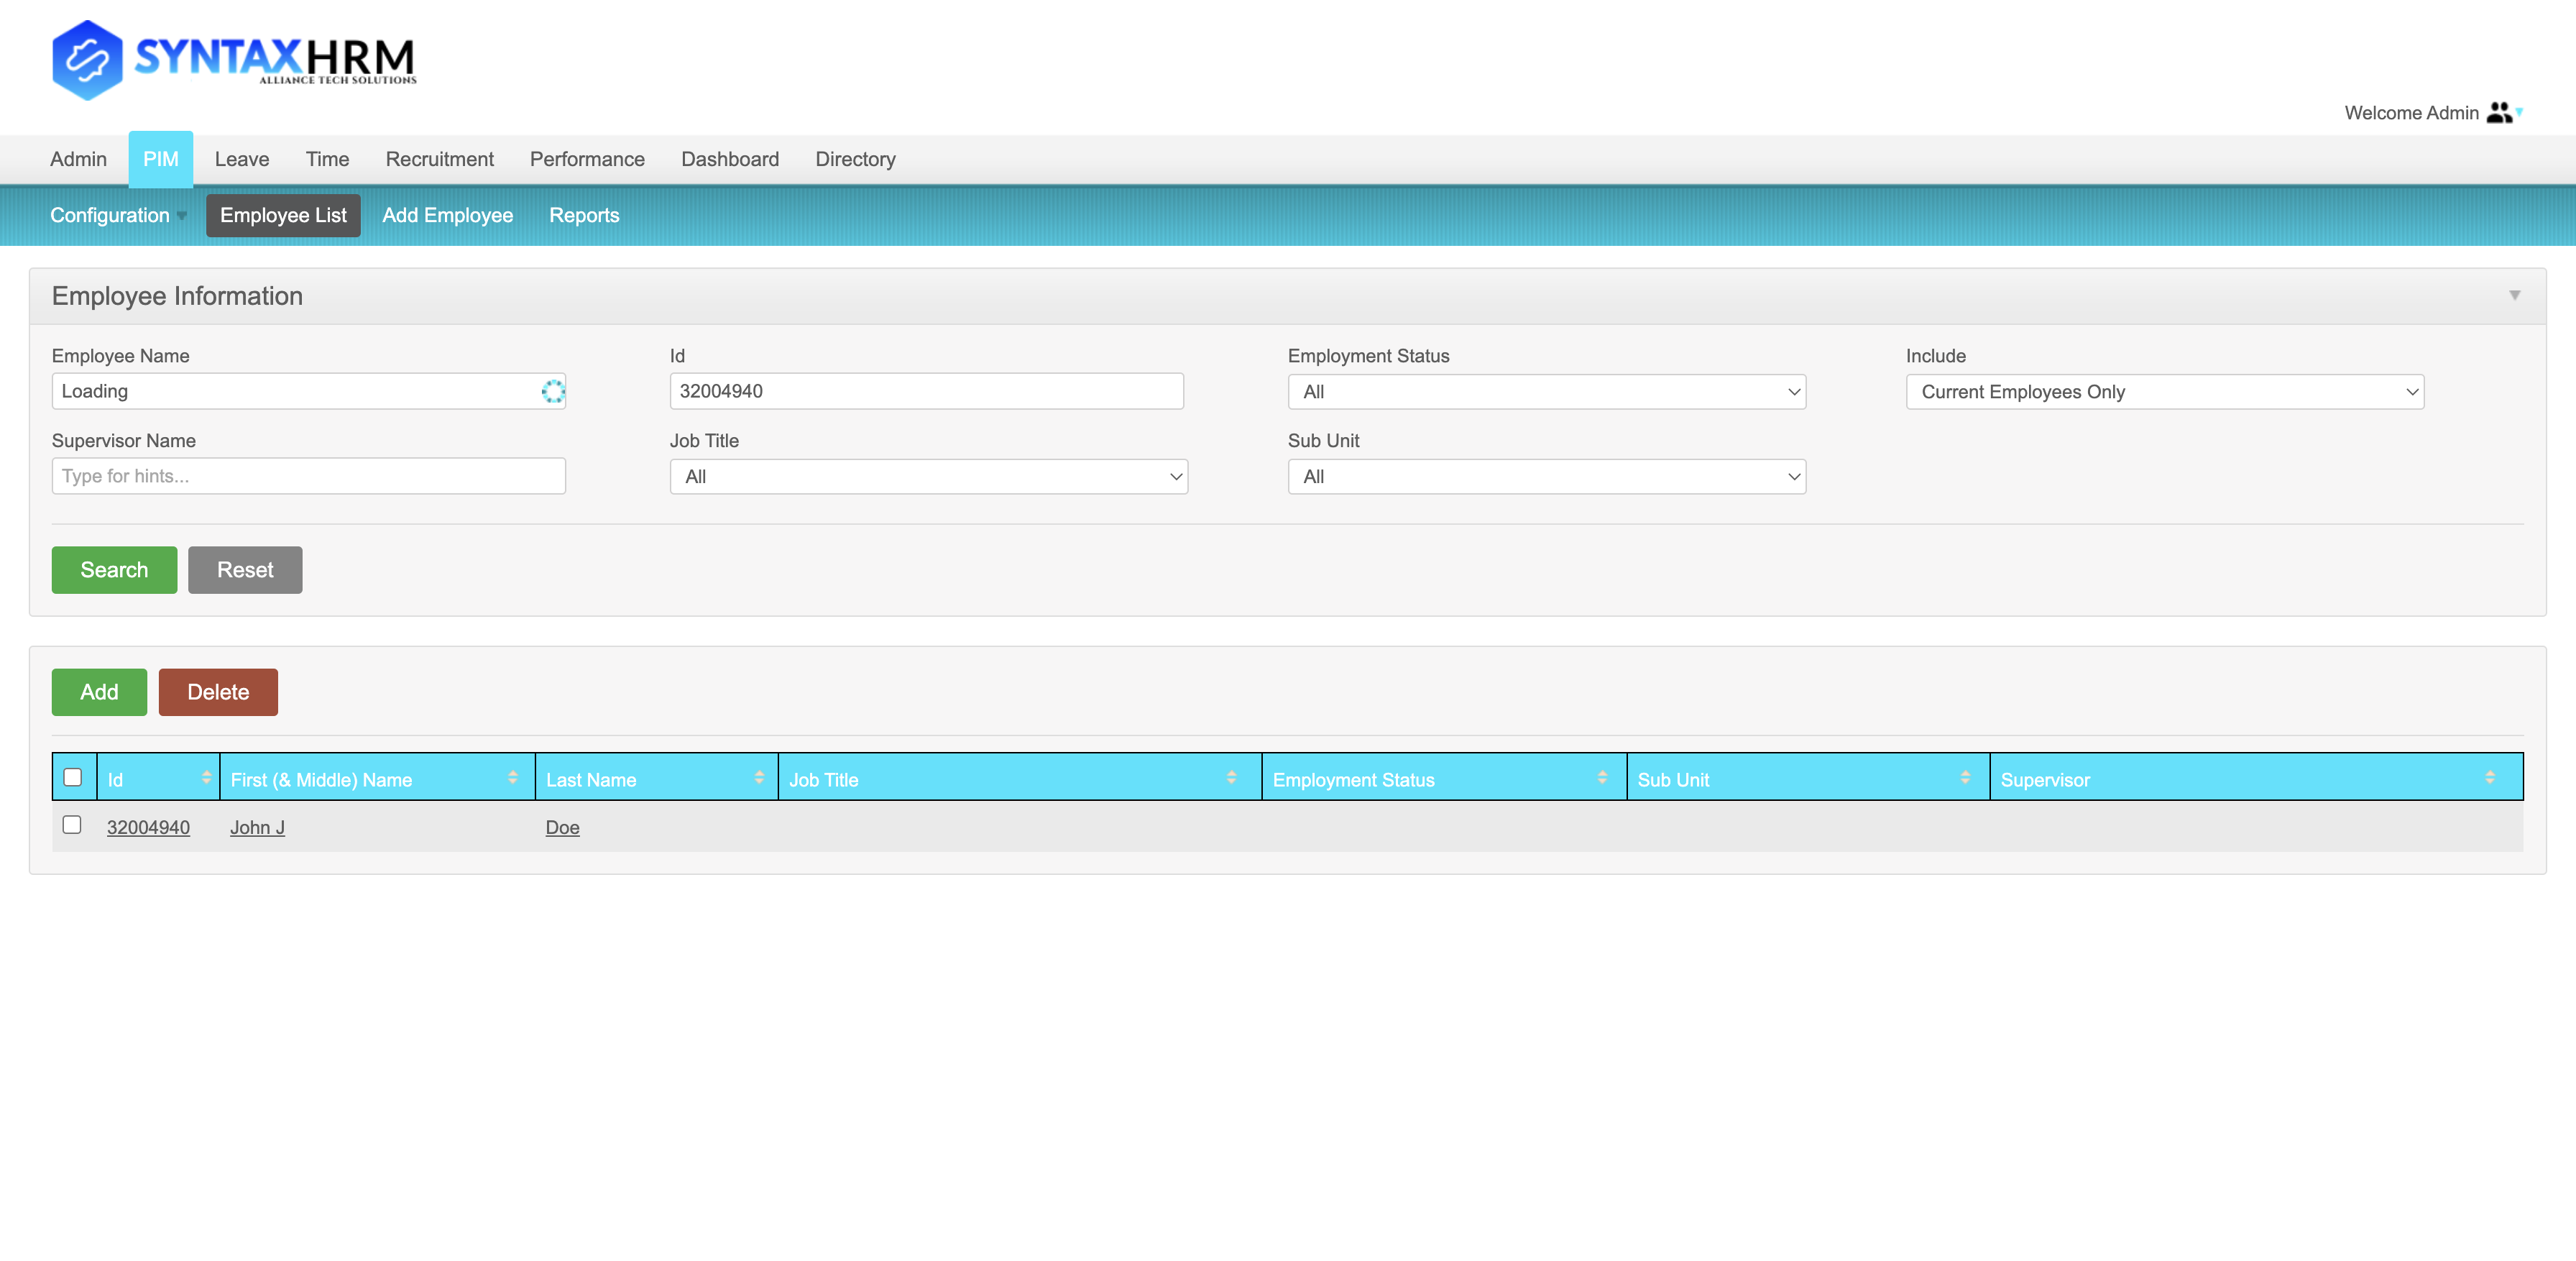 SYNTAXHRM
ALLIANCE TECH SOLUTIONS
Welcome Admin
Admin PIM Leave Time Recruitment Performance Dashboard Directory
Configuration Employee List Add Employee Reports
Employee Information
Employee Name Id Employment Status Include
Loading 32004940 All Current Employees Only
Supervisor Name Job Title Sub Unit
Type for hints... All All
Search Reset
Add Delete
Id First (& Middle) Name Last Name Job Title Employment Status Sub Unit Supervisor
32004940 John J Doe